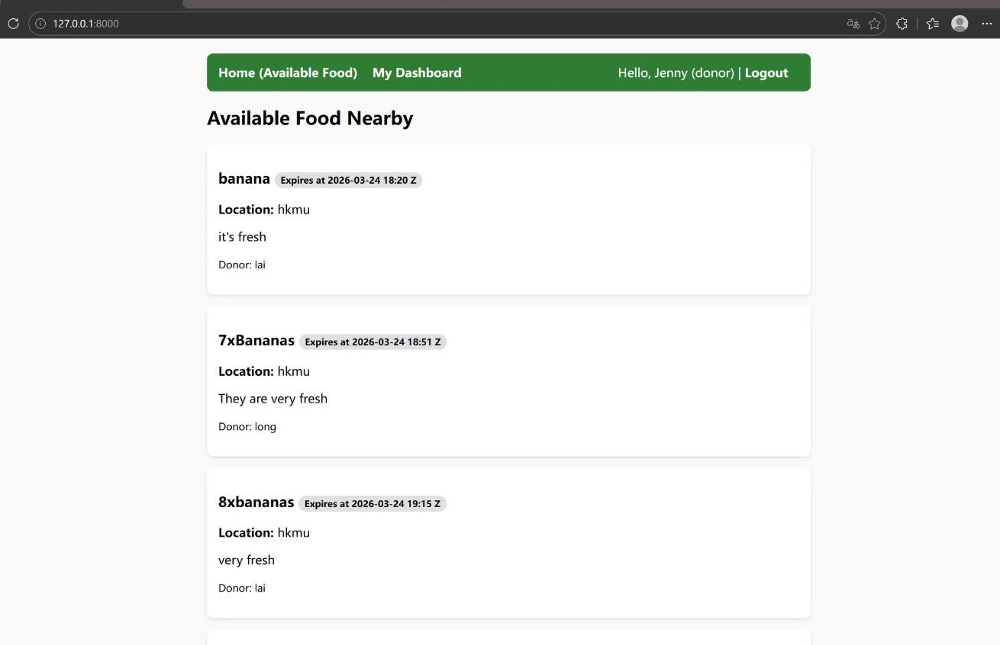 127.0.0.1:8000
Home (Available Food) My Dashboard Hello, Jenny (donor) | Logout
Available Food Nearby
banana Expires at 2026-03-24 18:20 Z
Location: hkmu
it's fresh
Donor: lai
7xBananas Expires at 2026-03-24 18:51 Z
Location: hkmu
They are very fresh
Donor: long
8xbananas Expires at 2026-03-24 19:15 Z
Location: hkmu
very fresh
Donor: lai